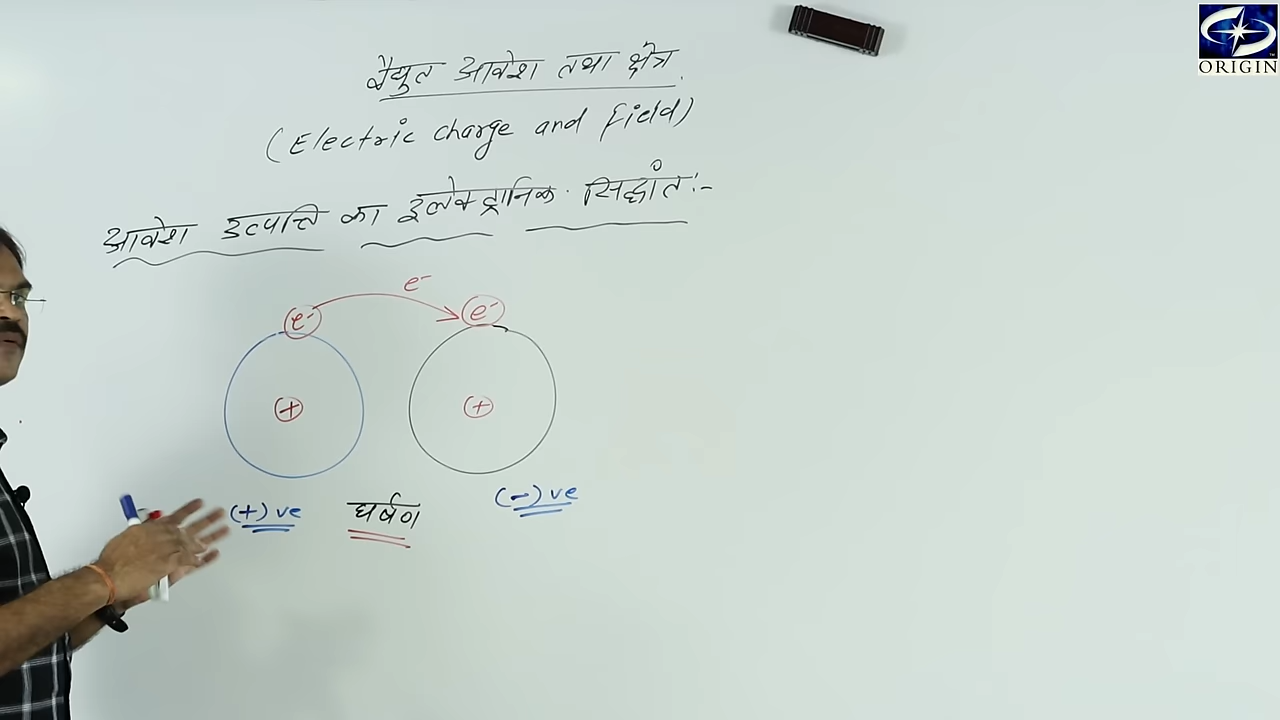 वैद्युत आवेश तथा क्षेत्र
(Electric charge and field)
आवेश उत्पत्ति का इलेक्ट्रानिक सिद्धांत:-
e-
e- e-
+ +
(+)ve घर्षण (-)ve
ORIGIN